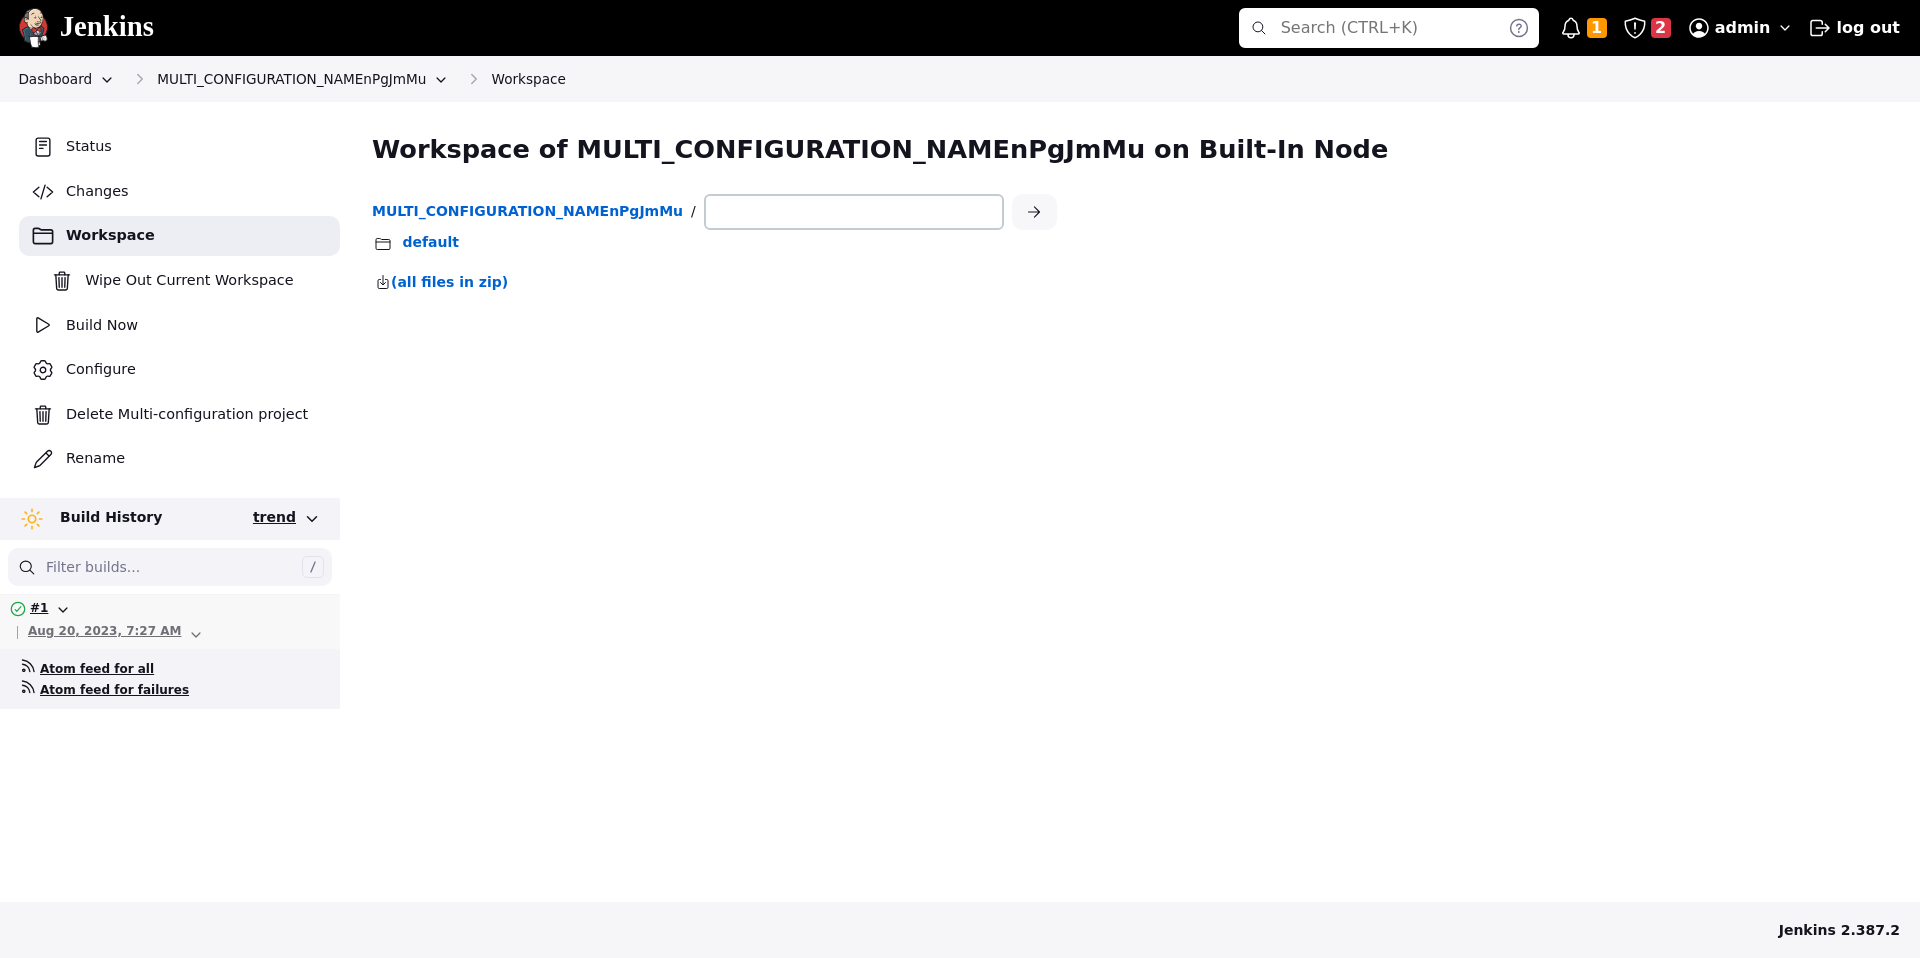 Jenkins
Search (CTRL+K)
1
2
admin
log out
Dashboard
MULTI_CONFIGURATION_NAMEnPgJmMu
Workspace
Status
Changes
Workspace
Wipe Out Current Workspace
Build Now
Configure
Delete Multi-configuration project
Rename
Build History
trend
Filter builds...
/
#1
Aug 20, 2023, 7:27 AM
Atom feed for all
Atom feed for failures
Workspace of MULTI_CONFIGURATION_NAMEnPgJmMu on Built-In Node
MULTI_CONFIGURATION_NAMEnPgJmMu /
default
(all files in zip)
Jenkins 2.387.2